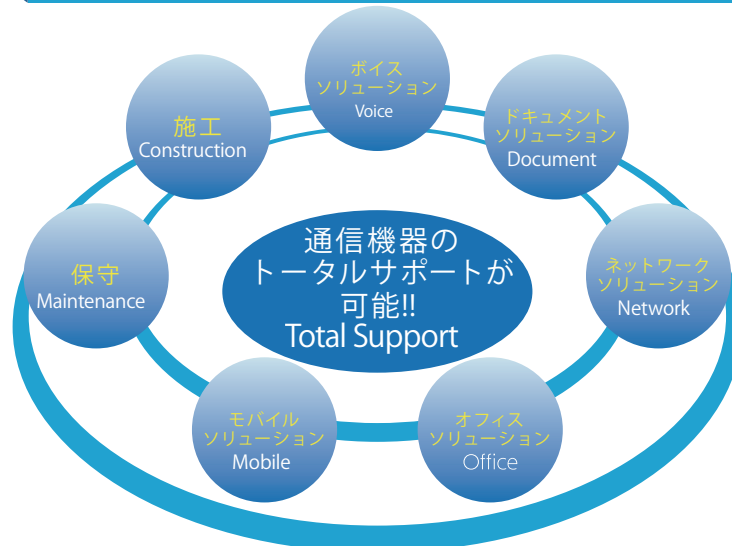 ボイス
ソリューション
Voice
ドキュメント
ソリューション
Document
ネットワーク
ソリューション
Network
オフィス
ソリューション
Office
モバイル
ソリューション
Mobile
保守
Maintenance
施工
Construction
通信機器の
トータルサポートが
可能!!
Total Support